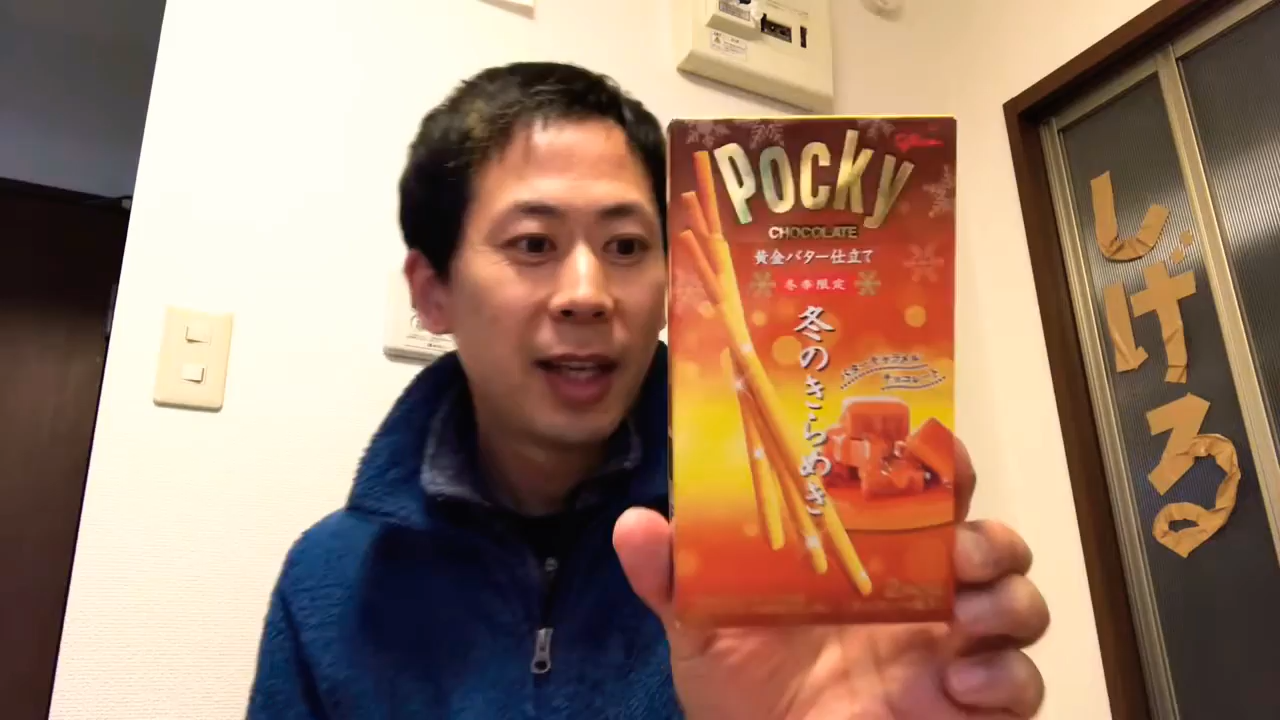 Glico
Pocky
CHOCOLATE
黄金バター仕立て
冬季限定
冬のきらめき
バターキャラメル
チョコレート
しげる